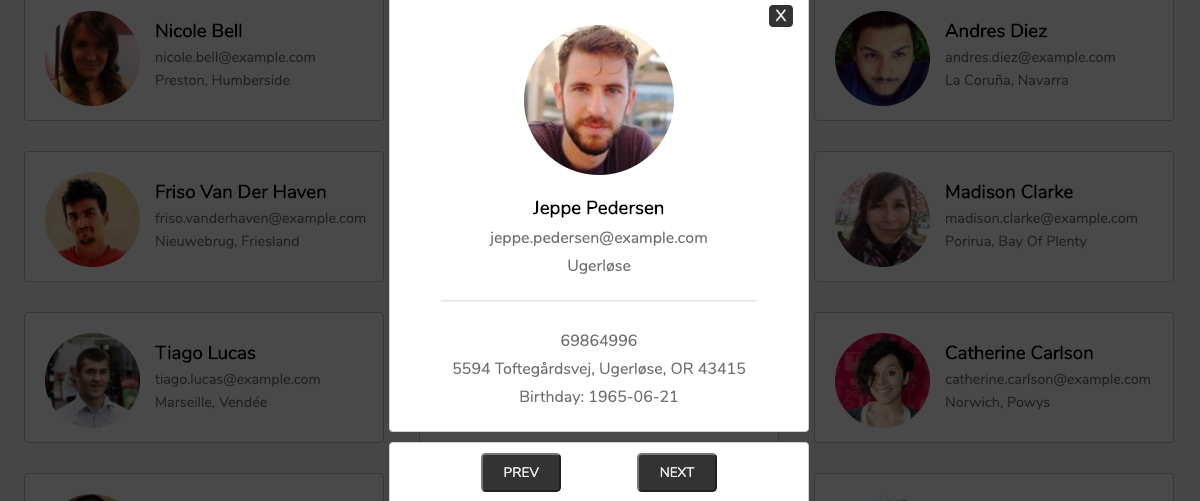 Nicole Bell
nicole.bell@example.com
Preston, Humberside
Friso Van Der Haven
friso.vanderhaven@example.com
Nieuwebrug, Friesland
Tiago Lucas
tiago.lucas@example.com
Marseille, Vendée
X
Jeppe Pedersen
jeppe.pedersen@example.com
Ugerløse
69864996
5594 Toftegårdsvej, Ugerløse, OR 43415
Birthday: 1965-06-21
PREV
NEXT
Andres Diez
andres.diez@example.com
La Coruña, Navarra
Madison Clarke
madison.clarke@example.com
Porirua, Bay Of Plenty
Catherine Carlson
catherine.carlson@example.com
Norwich, Powys